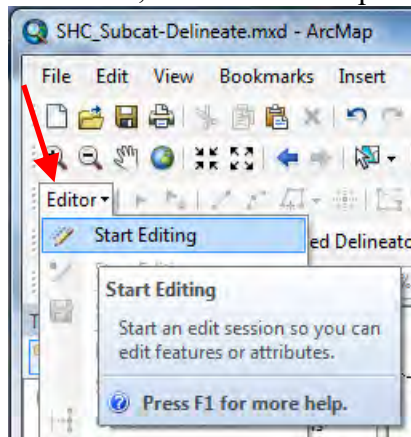 SHC_Subcat-Delineate.mxd - ArcMap
File Edit View Bookmarks Insert
Editor
Start Editing
ed Delineato
Start Editing
Start an edit session so you can
edit features or attributes.
Press F1 for more help.